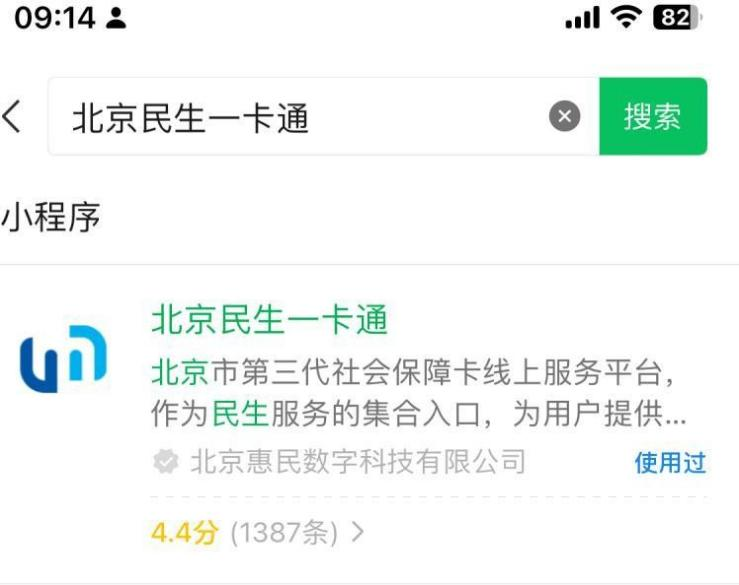 09:14
82
北京民生一卡通
搜索
小程序
北京民生一卡通
北京市第三代社会保障卡线上服务平台，
作为民生服务的集合入口，为用户提供...
北京惠民数字科技有限公司
使用过
4.4分 (1387条)